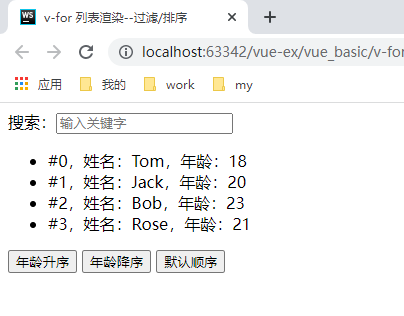 WS v-for 列表渲染--过滤/排序
localhost:63342/vue-ex/vue_basic/v-for
应用 我的 work my
搜索：输入关键字
#0，姓名：Tom，年龄：18
#1，姓名：Jack，年龄：20
#2，姓名：Bob，年龄：23
#3，姓名：Rose，年龄：21
年龄升序 年龄降序 默认顺序